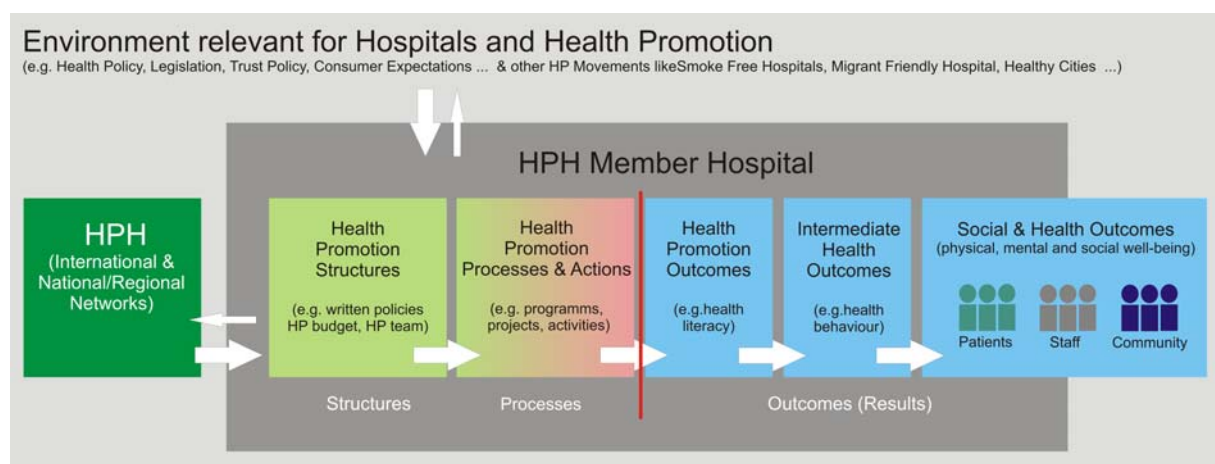 Environment relevant for Hospitals and Health Promotion
(e.g. Health Policy, Legislation, Trust Policy, Consumer Expectations ... & other HP Movements likeSmoke Free Hospitals, Migrant Friendly Hospital, Healthy Cities ...)
HPH Member Hospital
HPH
(International &
National/Regional
Networks)
Health
Promotion
Structures
(e.g. written policies
HP budget, HP team)
Health
Promotion
Processes & Actions
(e.g. programms,
projects, activities)
Health
Promotion
Outcomes
(e.g.health
literacy)
Intermediate
Health
Outcomes
(e.g.health
behaviour)
Social & Health Outcomes
(physical, mental and social well-being)
Patients
Staff
Community
Structures
Processes
Outcomes (Results)